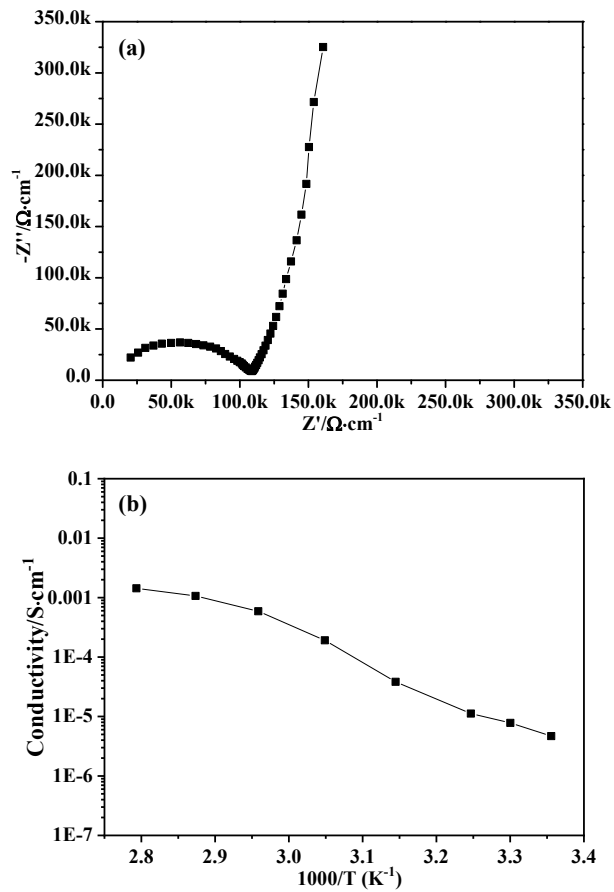 (a)
350.0k
300.0k
250.0k
200.0k
150.0k
100.0k
50.0k
0.0
-Z''/Ω·cm⁻¹
0.0 50.0k 100.0k 150.0k 200.0k 250.0k 300.0k 350.0k
Z'/Ω·cm⁻¹
(b)
0.1
0.01
0.001
1E-4
1E-5
1E-6
1E-7
Conductivity/S·cm⁻¹
2.8 2.9 3.0 3.1 3.2 3.3 3.4
1000/T (K⁻¹)